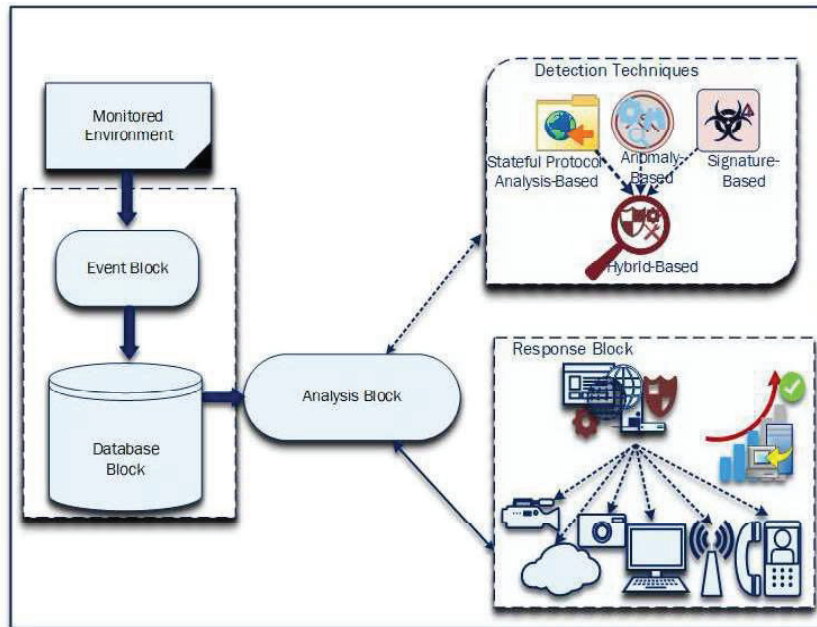 Monitored
Environment
Event Block
Database
Block
Analysis Block
Detection Techniques
Stateful Protocol
Analysis-Based
Anomaly-
Based
Signature-
Based
Hybrid-Based
Response Block